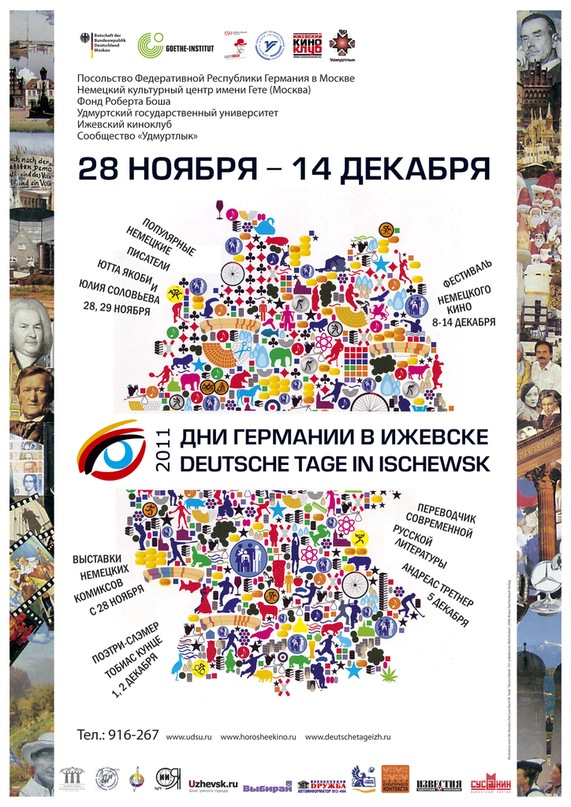 Botschaft
der Bundesrepublik Deutschland
Moskau
GOETHE-INSTITUT
ИЖЕВСКИЙ
КИНО
КЛУБ
Удмуртлык
Посольство Федеративной Республики Германия в Москве
Немецкий культурный центр имени Гете (Москва)
Фонд Роберта Боша
Удмуртский государственный университет
Ижевский киноклуб
Сообщество «Удмуртлык»
28 НОЯБРЯ – 14 ДЕКАБРЯ
ПОПУЛЯРНЫЕ
НЕМЕЦКИЕ
ПИСАТЕЛИ
ЮТТА ЯКОБИ и
ЮЛИЯ СОЛОВЬЕВА
28, 29 НОЯБРЯ
ФЕСТИВАЛЬ
НЕМЕЦКОГО
КИНО
8-14 ДЕКАБРЯ
2011
ДНИ ГЕРМАНИИ В ИЖЕВСКЕ
DEUTSCHE TAGE IN ISCHEWSK
ВЫСТАВКИ
НЕМЕЦКИХ
КОМИКСОВ
С 28 НОЯБРЯ
ПЕРЕВОДЧИК
СОВРЕМЕННОЙ
РУССКОЙ
ЛИТЕРАТУРЫ
АНДРЕАС ТРЕТНЕР
5 ДЕКАБРЯ
ПОЭТРИ-СЛЭМЕР
ТОБИАС КУНЦЕ
1, 2 ДЕКАБРЯ
Тел.: 916-267 www.udsu.ru www.horosheekino.ru www.deutschetageizh.ru
Uzhevsk.ru
Выбирай
ДРУЖБА
КОНТИНГА
ИЗВЕСТИЯ
СУСАНИН